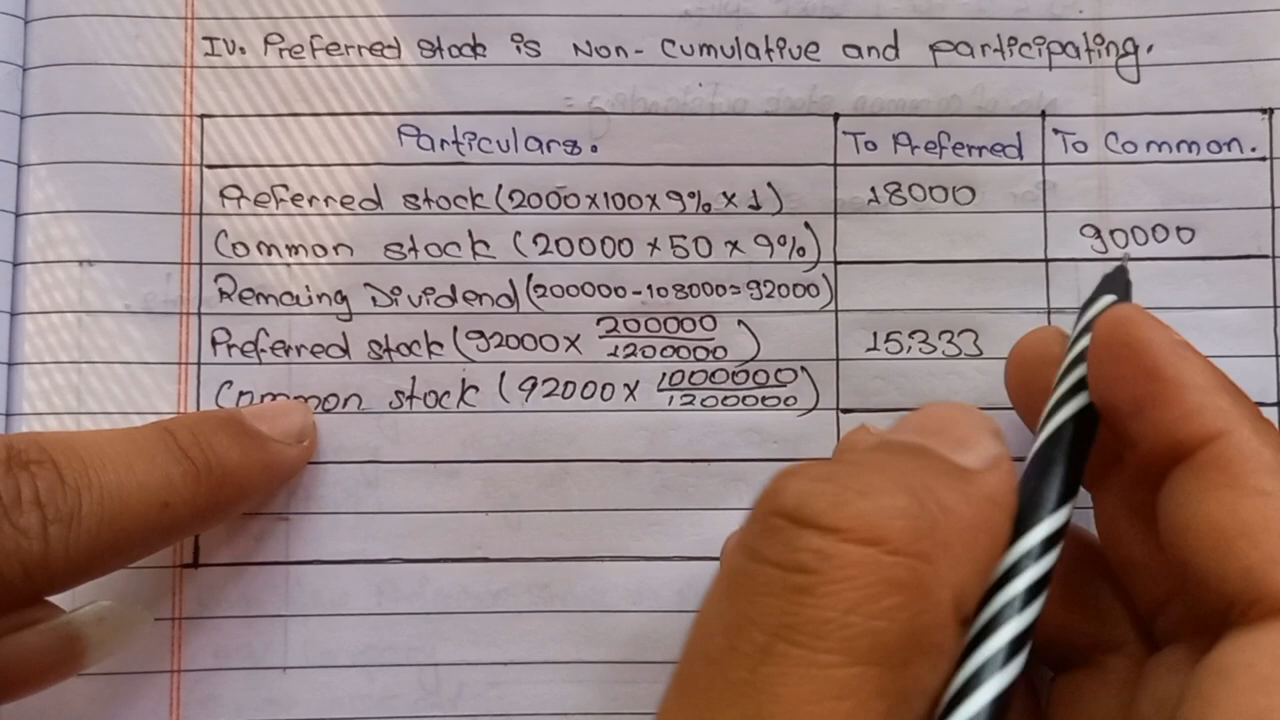 IV. Preferred stock is Non-cumulative and participating.
Particulars. To Preferred To Common.
Preferred stock (2000×100×9%×1) 18000
Common stock (20000×50×9%) 90000
Remaing Dividend (200000-108000=92000)
Preferred stock (92000× 200000/1200000) 15,333
Common stock (92000× 1000000/1200000)